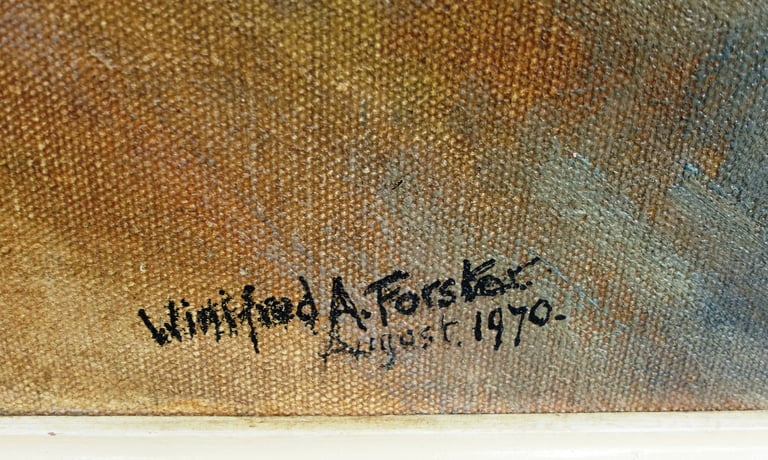 Winifred A. Forster
August. 1970-